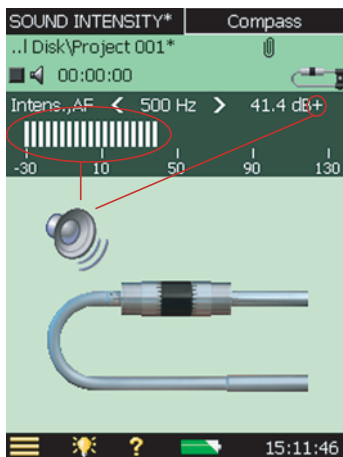 SOUND INTENSITY* Compass
..l Disk\Project 001*
00:00:00
Intens.,AF < 500 Hz > 41.4 dB+
-30 10 50 90 130
? 15:11:46